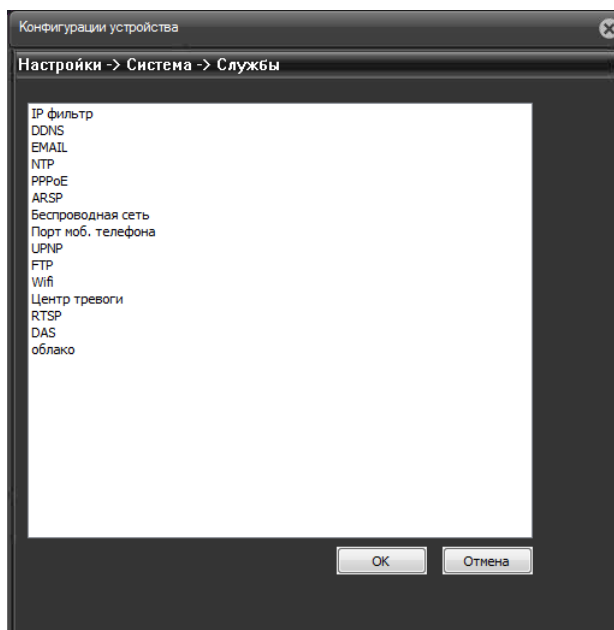 Конфигурации устройства
Настройки -> Система -> Службы
IP фильтр
DDNS
EMAIL
NTP
PPPoE
ARSP
Беспроводная сеть
Порт моб. телефона
UPNP
FTP
Wifi
Центр тревоги
RTSP
DAS
облако
OK
Отмена